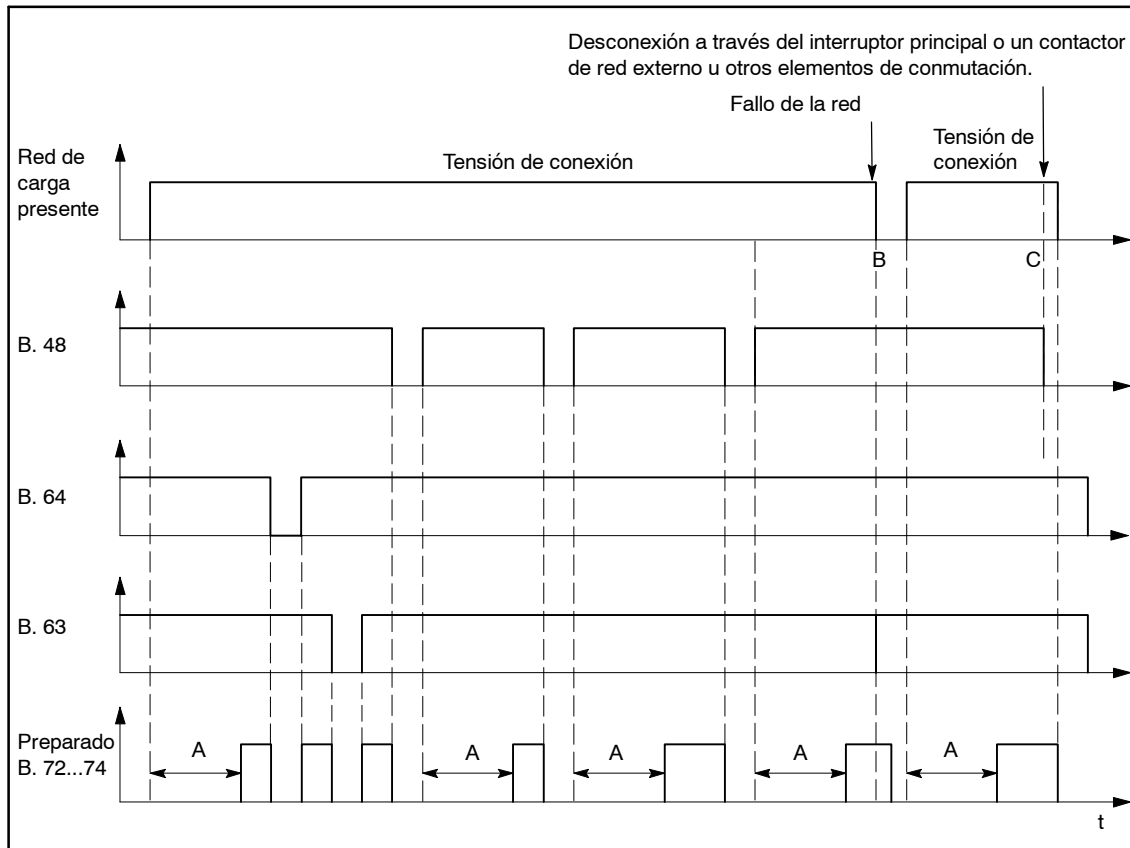 Desconexión a través del interruptor principal o un contactor
de red externo u otros elementos de conmutación.
Fallo de la red
Red de
carga
presente
Tensión de conexión
Tensión de
conexión
B
C
B. 48
B. 64
B. 63
Preparado
B. 72...74
A
A
A
A
A
t